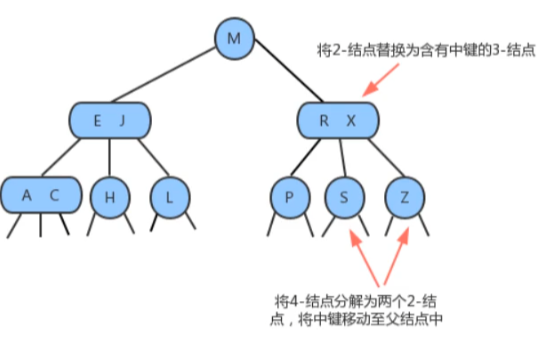 M
将2-结点替换为含有中键的3-结点
E J
R X
A C
H
L
P
S
Z
将4-结点分解为两个2-结
点，将中键移动至父结点中